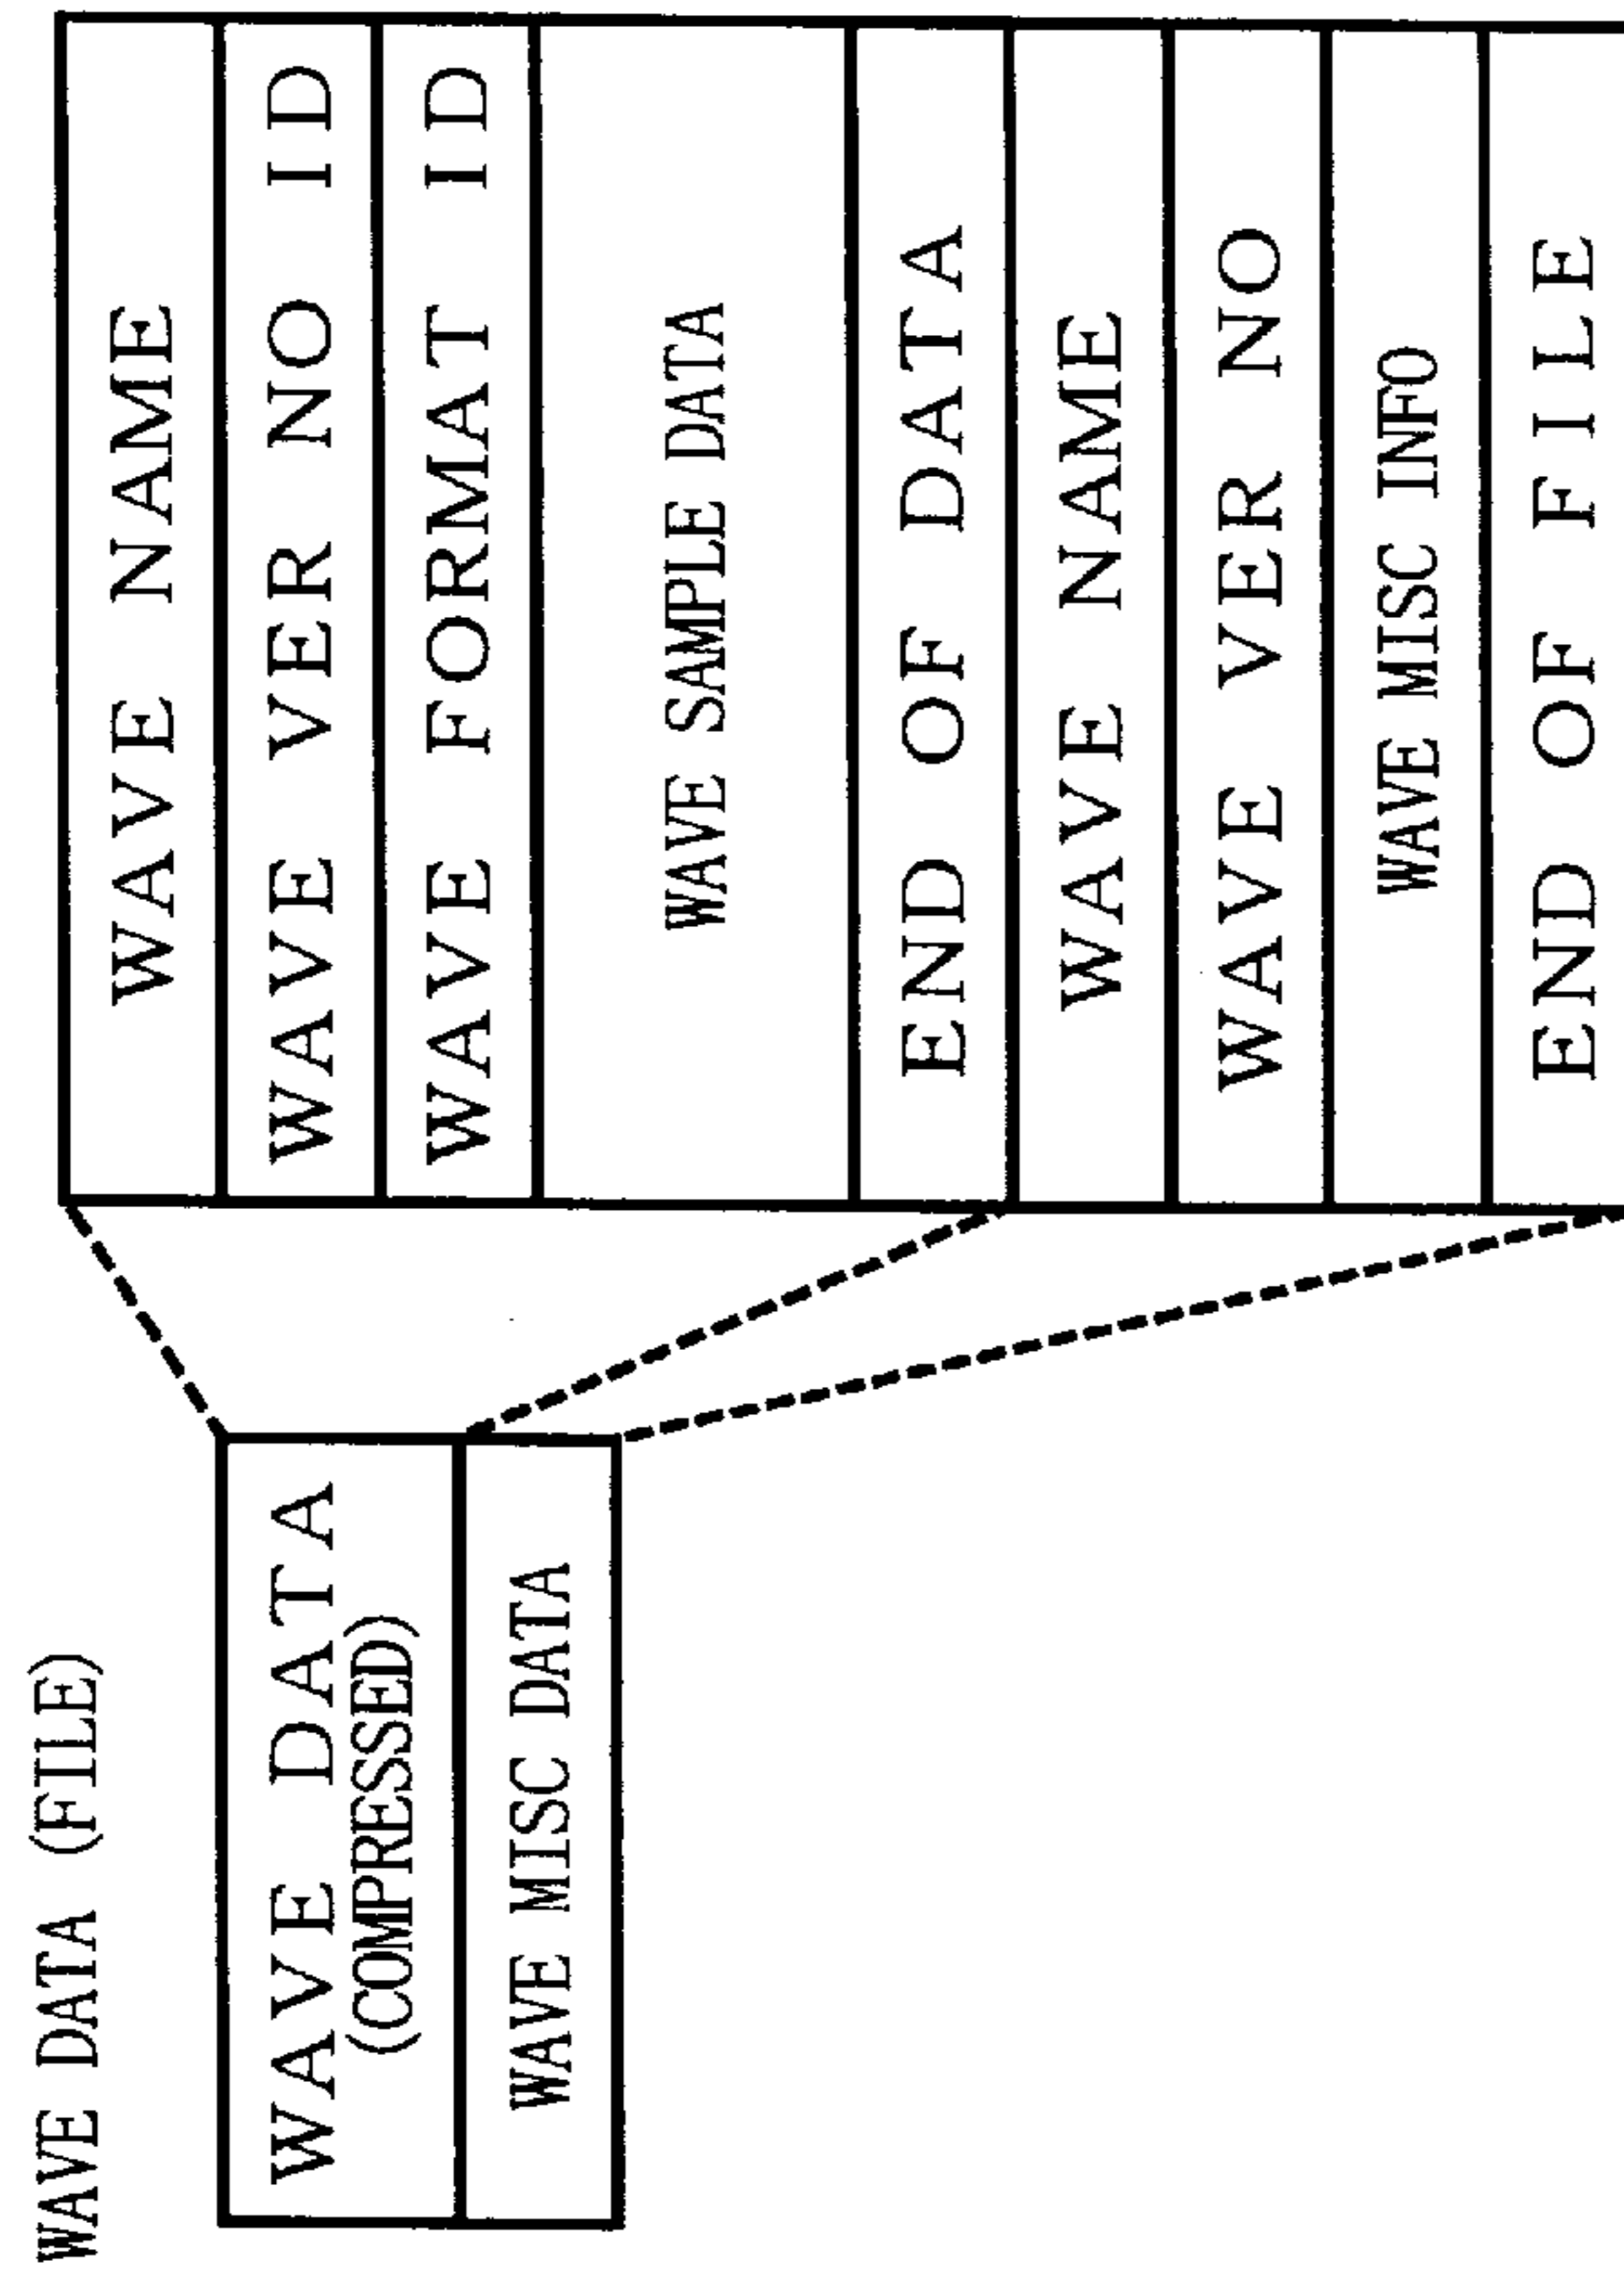 WAVE DATA (FILE)
WAVE DATA
(COMPRESSED)
WAVE MISC DATA
WAVE NAME
WAVE VER NO ID
WAVE FORMAT ID
WAVE SAMPLE DATA
END OF DATA
WAVE NAME
WAVE VER NO
WAVE MISC INFO
END OF FILE